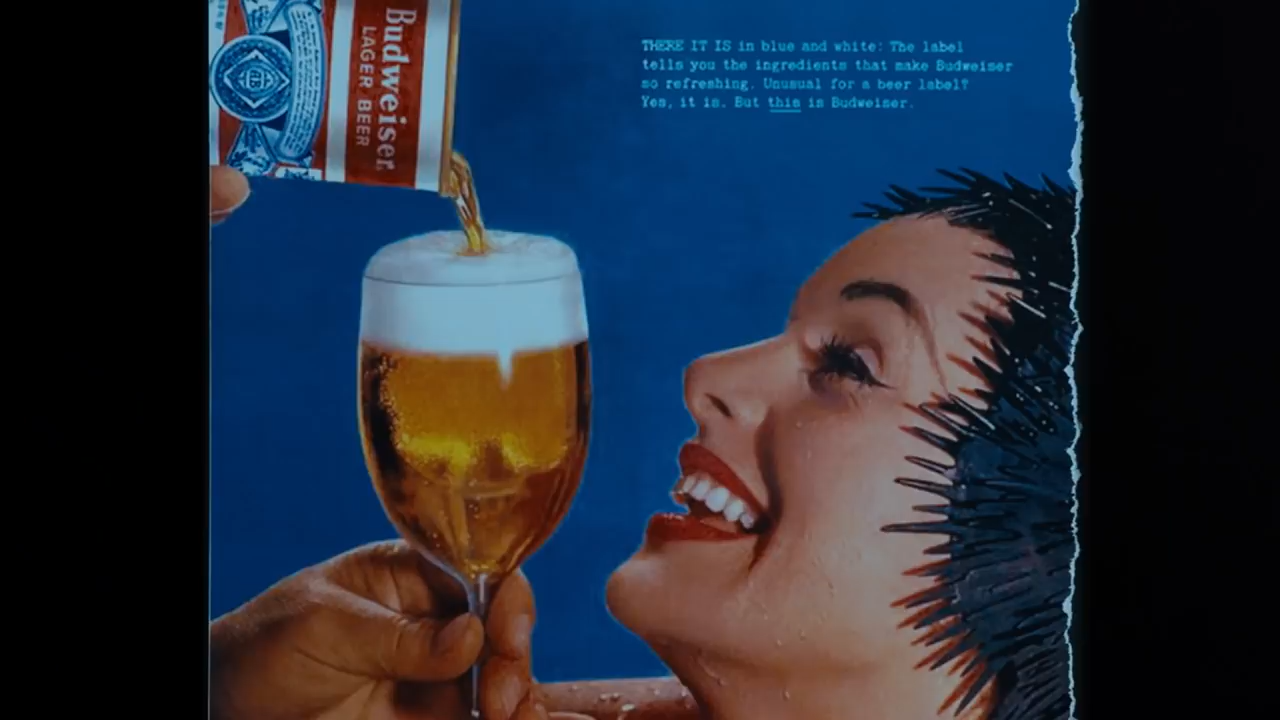 Budweiser
LAGER BEER
THERE IT IS in blue and white: The label
tells you the ingredients that make Budweiser
so refreshing. Unusual for a beer label?
Yes, it is. But this is Budweiser.